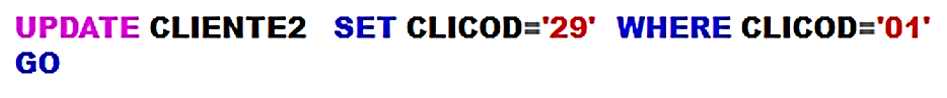 UPDATE CLIENTE2 SET CLICOD='29' WHERE CLICOD='01'
GO